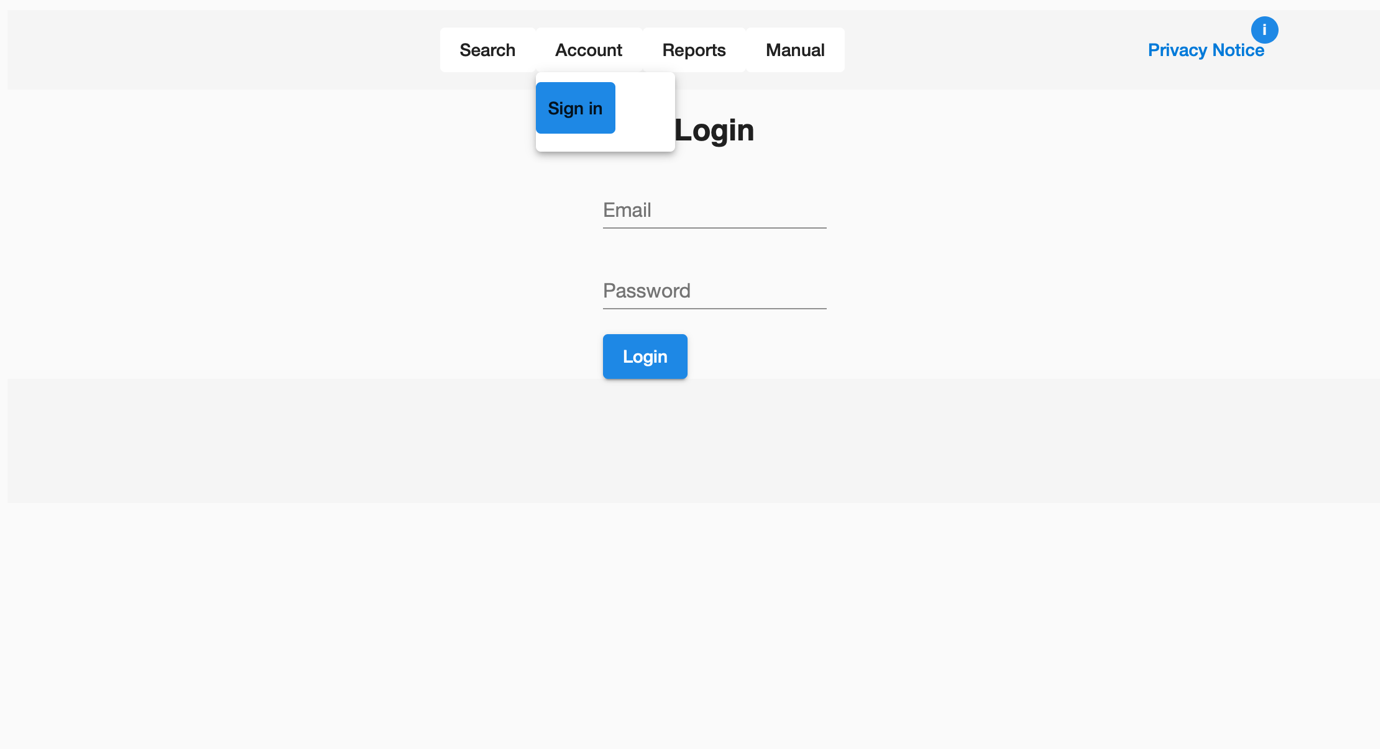 Search Account Reports Manual
i
Privacy Notice
Sign in
Login
Email
Password
Login